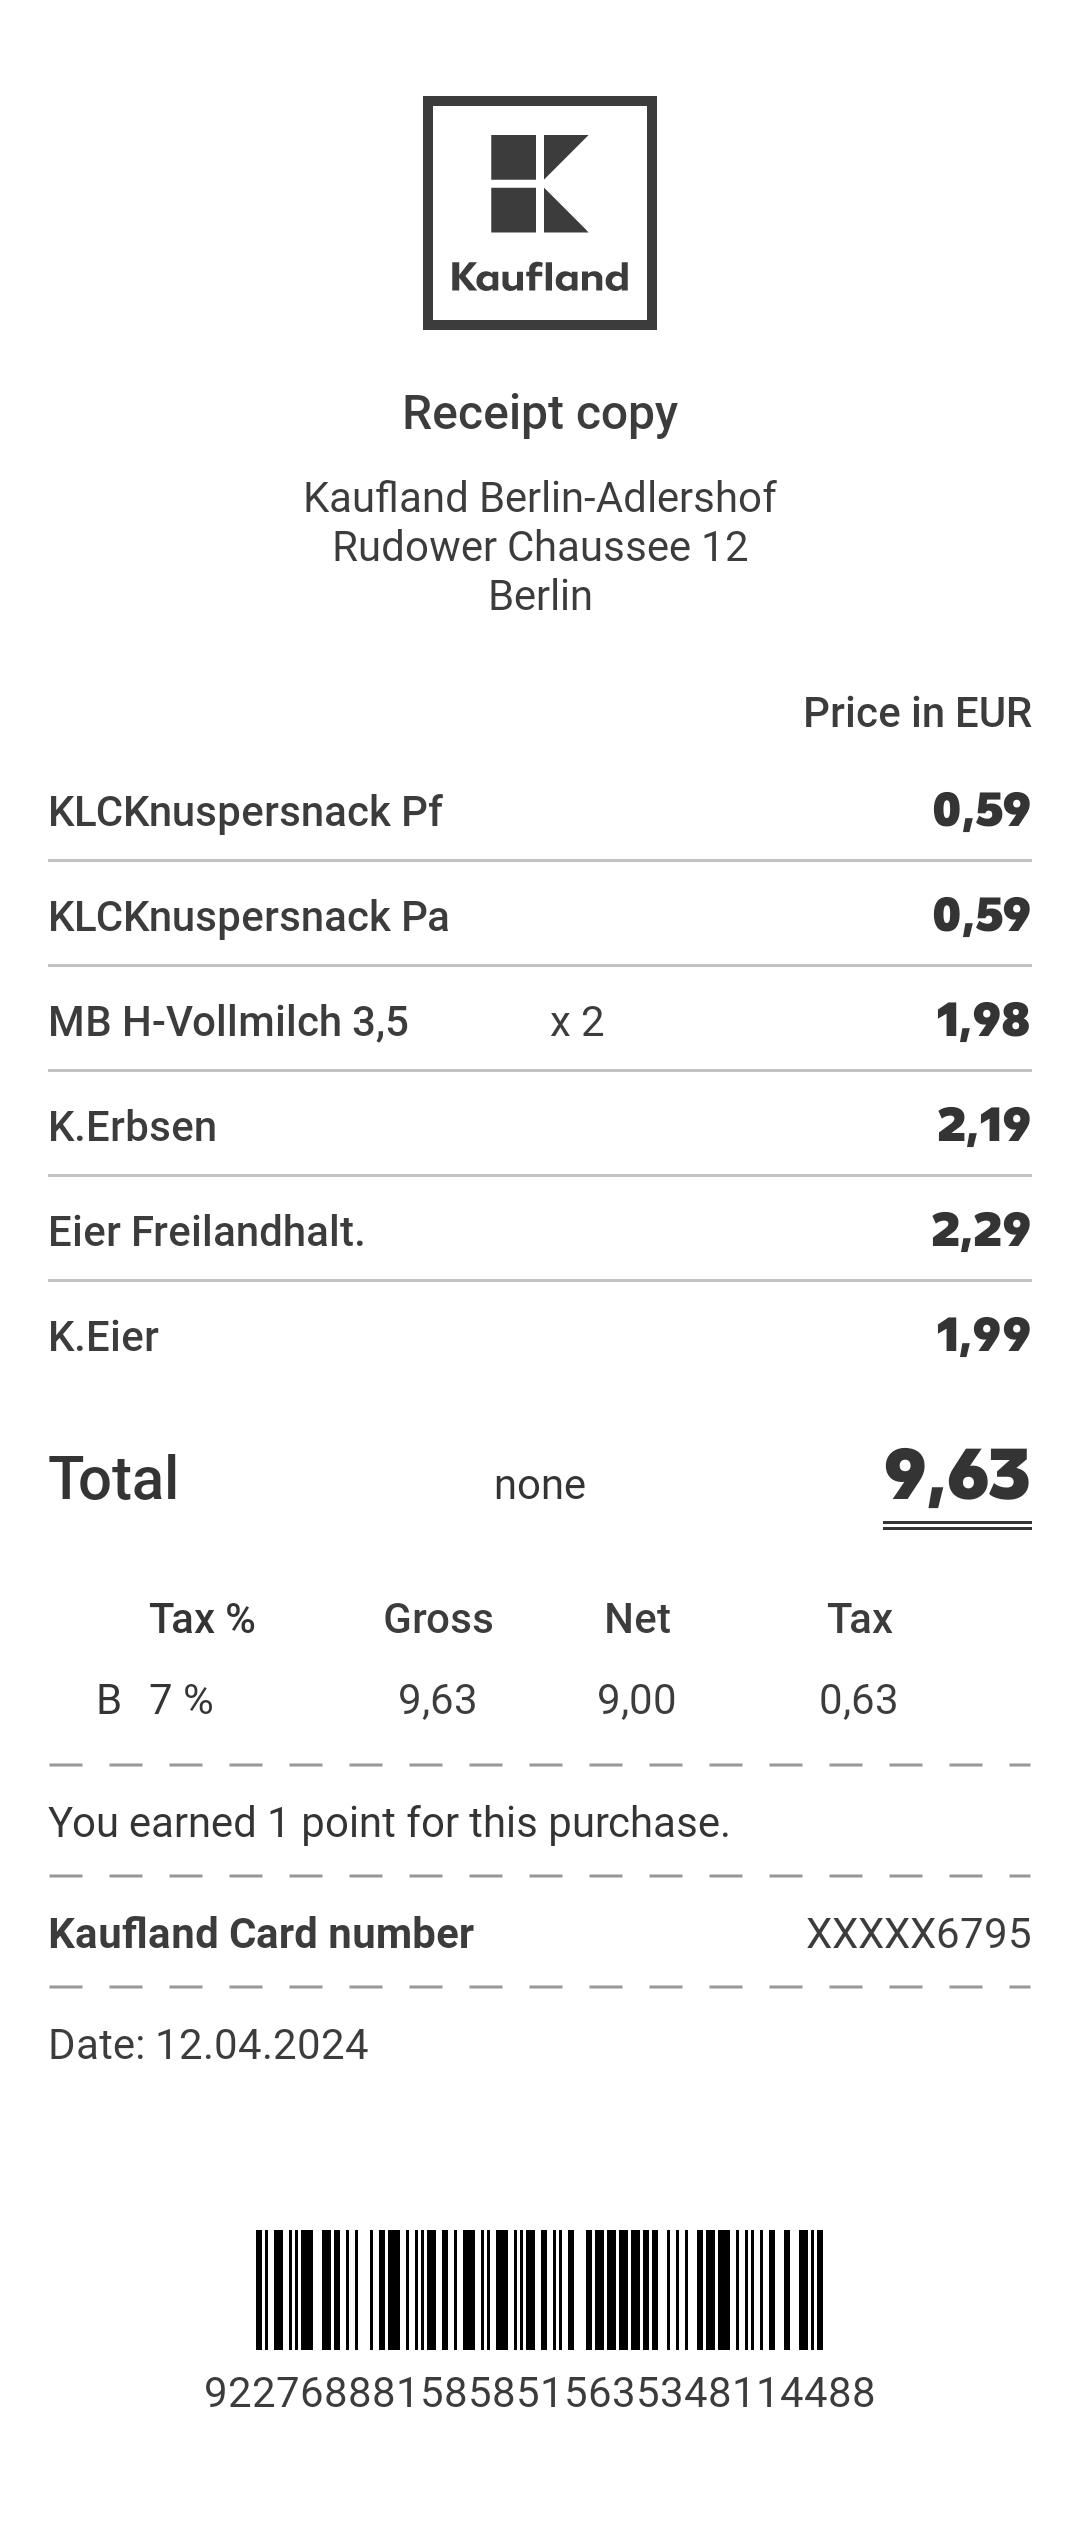 Kaufland
Receipt copy
Kaufland Berlin-Adlershof
Rudower Chaussee 12
Berlin
Price in EUR
KLCKnuspersnack Pf 0,59
KLCKnuspersnack Pa 0,59
MB H-Vollmilch 3,5 x 2 1,98
K.Erbsen 2,19
Eier Freilandhalt. 2,29
K.Eier 1,99
Total none 9,63
Tax % Gross Net Tax
B 7 % 9,63 9,00 0,63
You earned 1 point for this purchase.
Kaufland Card number XXXXX6795
Date: 12.04.2024
9227688815858515635348114488